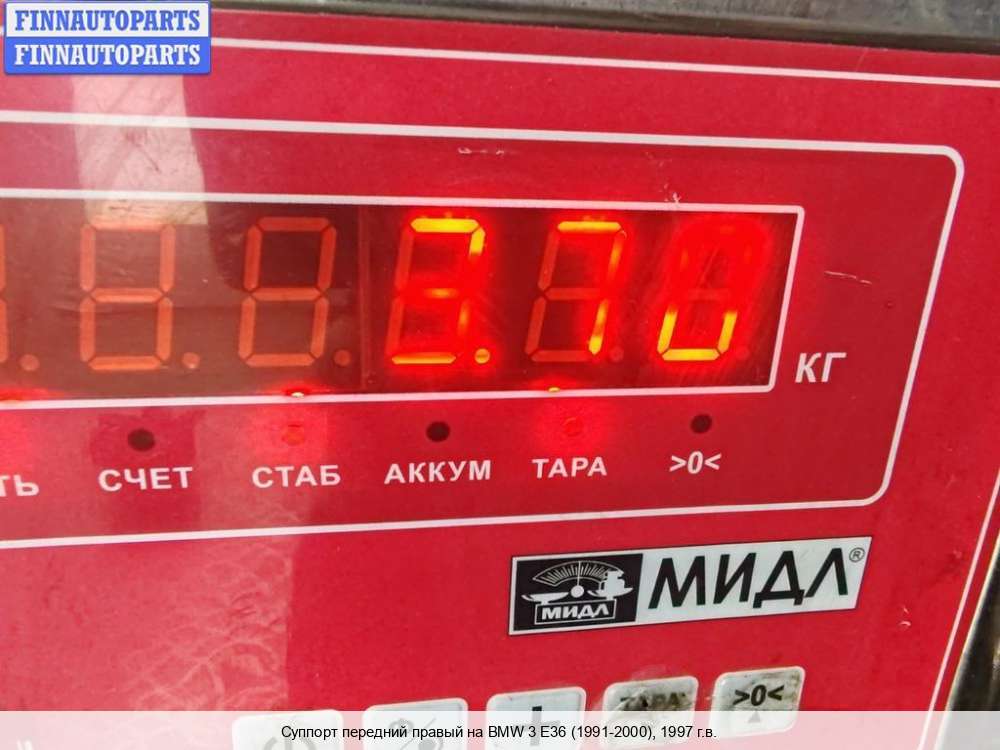 FINNAUTOPARTS
FINNAUTOPARTS
КГ
СЧЕТ СТАБ АККУМ ТАРА >0<
МИДЛ МИДЛ®
ТАРА >0<
Суппорт передний правый на BMW 3 E36 (1991-2000), 1997 г.в.